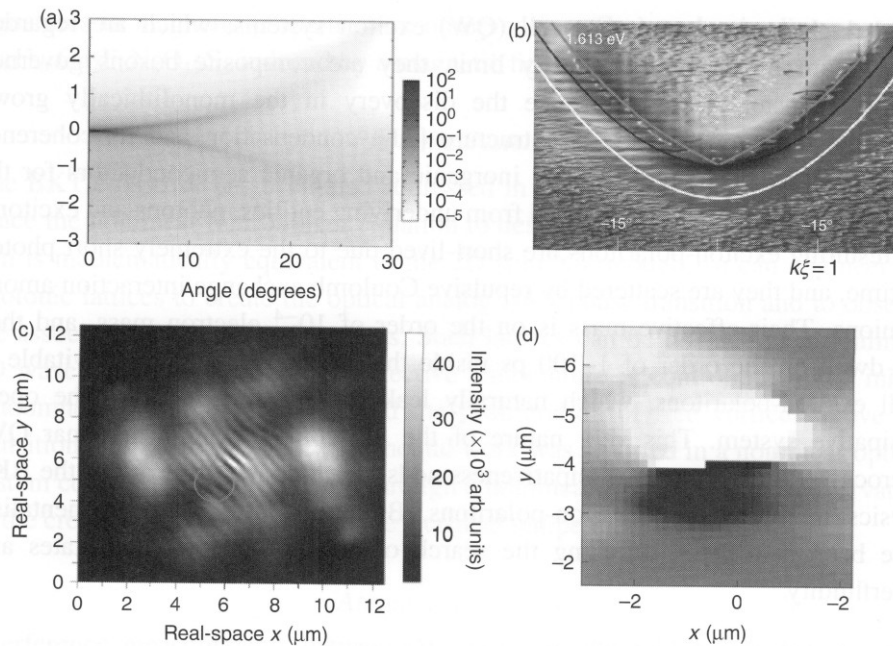 (a)
3
2
1
0
−1
−2
−3
0 10 20 30
Angle (degrees)
10²
10¹
10⁰
10⁻¹
10⁻²
10⁻³
10⁻⁴
10⁻⁵
(b)
1.613 eV
−15° −15°
kξ = 1
(c)
12
10
8
6
4
2
0
Real-space y (µm)
0 2 4 6 8 10 12
Real-space x (µm)
40
30
20
10
Intensity (×10³ arb. units)
(d)
−6
−5
−4
−3
−2
y (µm)
−2 0 −2
x (µm)